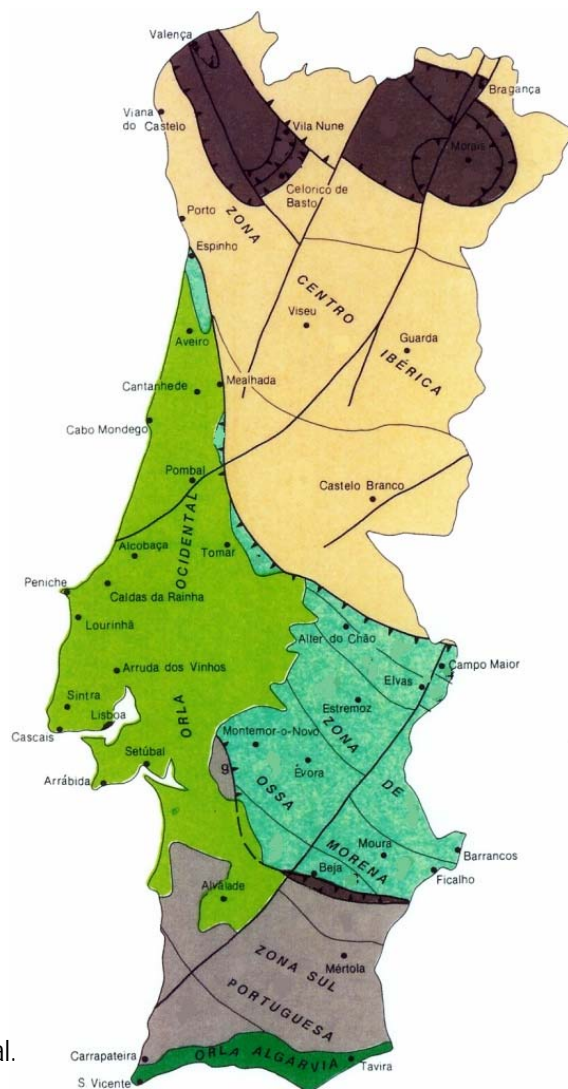 Valença
Bragança
Viana
do Castelo
Vila Nune
Morais
Celorico de
Basto
Porto
ZONA
Espinho
CENTRO
Viseu
Guarda
Aveiro
IBÉRICA
Cantanhede
Mealhada
Cabo Mondego
Pombal
Castelo Branco
OCIDENTAL
Alcobaça
Tomar
Peniche
Caldas da Rainha
Lourinhã
Alter do Chão
Campo Maior
Arruda dos Vinhos
Elvas
Estremoz
Sintra
Lisboa
ORLA
ZONA
Cascais
Montemor-o-Novo
Setúbal
Évora
DE
Arrábida
g
OSSA
MORENA
Moura
Barrancos
Beja
Ficalho
Alvalade
ZONA SUL
Mértola
PORTUGUESA
al.
Carrapateira
ORLA ALGARVIA
Tavira
S. Vicente